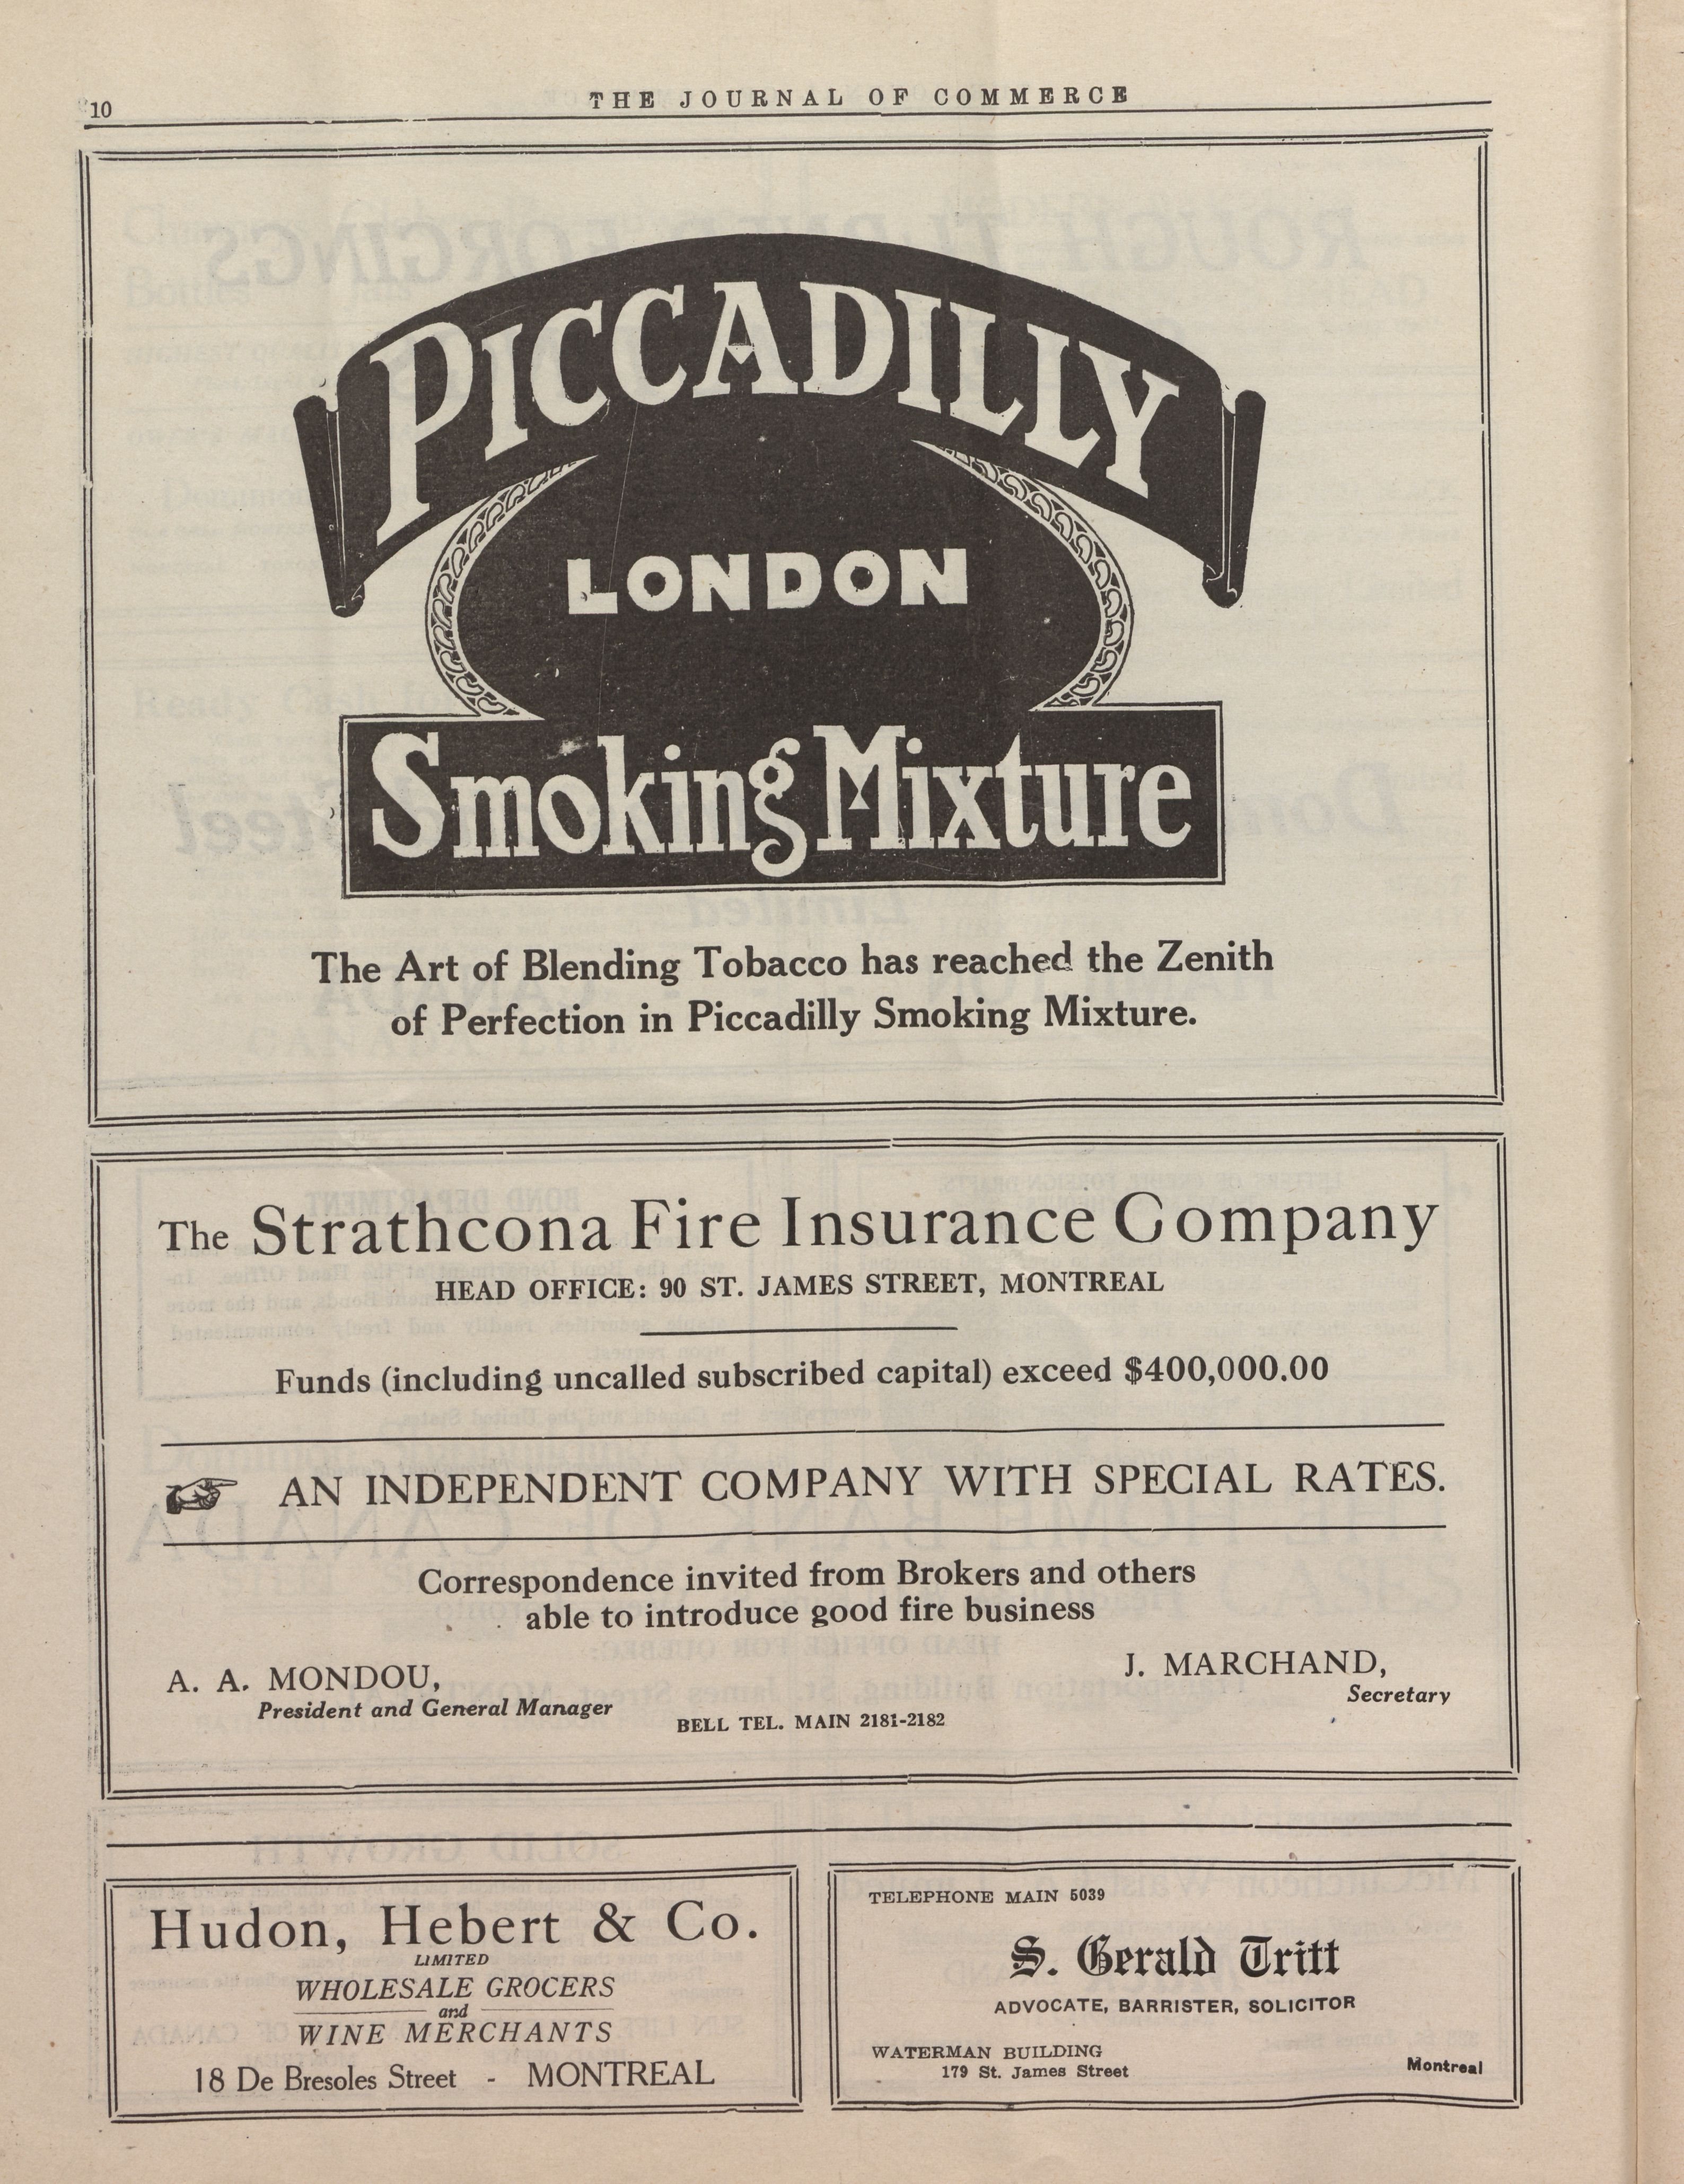 10
THE JOURNAL OF COMMERCE
PICCADILLY
LONDON
Smoking Mixture
The Art of Blending Tobacco has reached the Zenith
of Perfection in Piccadilly Smoking Mixture.
The Strathcona Fire Insurance Company
HEAD OFFICE: 90 ST. JAMES STREET, MONTREAL
Funds (including uncalled subscribed capital) exceed $400,000.00
AN INDEPENDENT COMPANY WITH SPECIAL RATES.
Correspondence invited from Brokers and others
able to introduce good fire business
A. A. MONDOU,
President and General Manager
J. MARCHAND,
Secretary
BELL TEL. MAIN 2181-2182
Hudon, Hebert & Co.
LIMITED
WHOLESALE GROCERS
and
WINE MERCHANTS
18 De Bresoles Street - MONTREAL
TELEPHONE MAIN 5039
S. Gerald Tritt
ADVOCATE, BARRISTER, SOLICITOR
WATERMAN BUILDING
179 St. James Street
Montreal